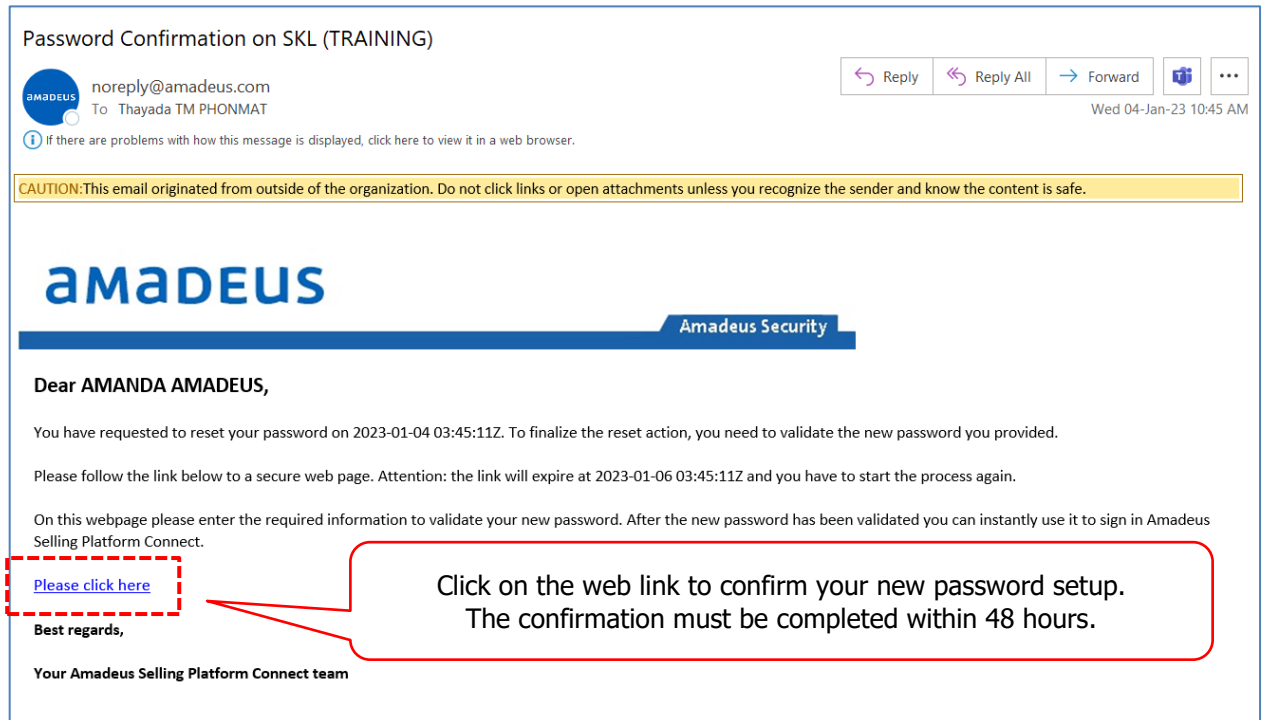 Password Confirmation on SKL (TRAINING)
amadeus
noreply@amadeus.com
To Thayada TM PHONMAT
Reply
Reply All
Forward
Wed 04-Jan-23 10:45 AM
If there are problems with how this message is displayed, click here to view it in a web browser.
CAUTION:This email originated from outside of the organization. Do not click links or open attachments unless you recognize the sender and know the content is safe.
amadeus
Amadeus Security
Dear AMANDA AMADEUS,
You have requested to reset your password on 2023-01-04 03:45:11Z. To finalize the reset action, you need to validate the new password you provided.
Please follow the link below to a secure web page. Attention: the link will expire at 2023-01-06 03:45:11Z and you have to start the process again.
On this webpage please enter the required information to validate your new password. After the new password has been validated you can instantly use it to sign in Amadeus
Selling Platform Connect.
Please click here
Click on the web link to confirm your new password setup.
The confirmation must be completed within 48 hours.
Best regards,
Your Amadeus Selling Platform Connect team